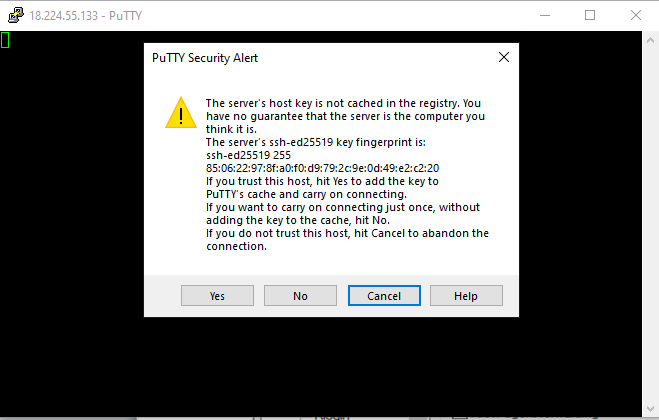 18.224.55.133 - PuTTY
PuTTY Security Alert
The server's host key is not cached in the registry. You
have no guarantee that the server is the computer you
think it is.
The server's ssh-ed25519 key fingerprint is:
ssh-ed25519 255
85:06:22:97:8f:a0:f0:d9:79:2c:9e:0d:49:e2:c2:20
If you trust this host, hit Yes to add the key to
PuTTY's cache and carry on connecting.
If you want to carry on connecting just once, without
adding the key to the cache, hit No.
If you do not trust this host, hit Cancel to abandon the
connection.
Yes No Cancel Help